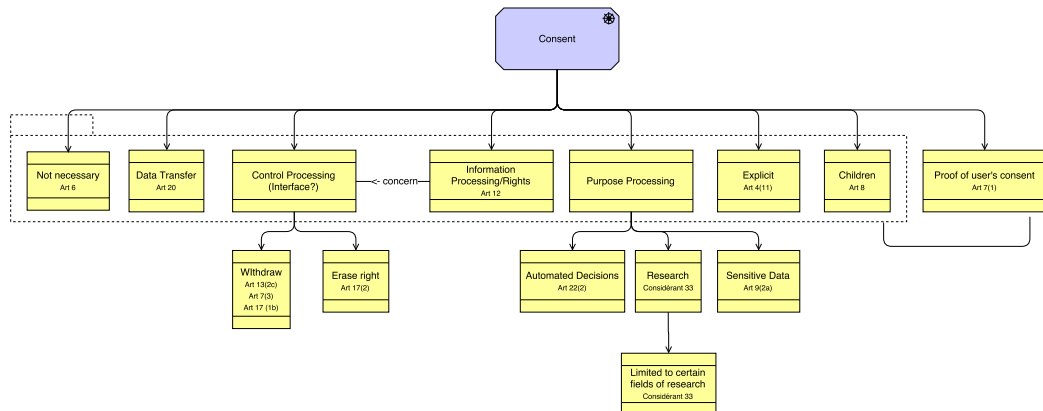 Consent
Not necessary
Art 6
Data Transfer
Art 20
Control Processing
(Interface?)
<- concern
Information
Processing/Rights
Art 12
Purpose Processing
Explicit
Art 4(11)
Children
Art 8
Proof of user's consent
Art 7(1)
WIthdraw
Art 13(2c)
Art 7(3)
Art 17 (1b)
Erase right
Art 17(2)
Automated Decisions
Art 22(2)
Research
Considérant 33
Sensitive Data
Art 9(2a)
Limited to certain
fields of research
Considérant 33